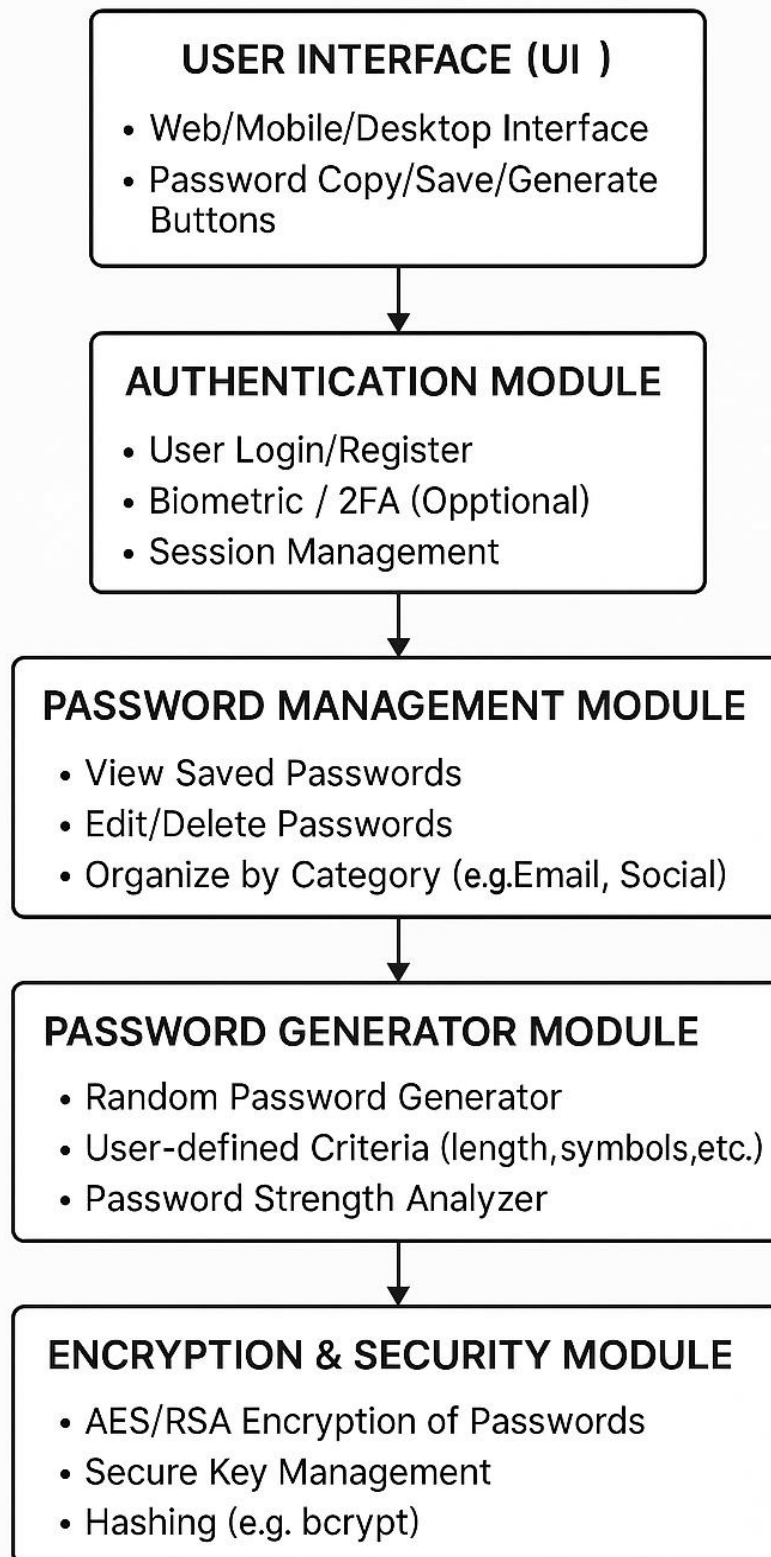 USER INTERFACE (UI )
• Web/Mobile/Desktop Interface
• Password Copy/Save/Generate
Buttons
AUTHENTICATION MODULE
• User Login/Register
• Biometric / 2FA (Opptional)
• Session Management
PASSWORD MANAGEMENT MODULE
• View Saved Passwords
• Edit/Delete Passwords
• Organize by Category (e.g.Email, Social)
PASSWORD GENERATOR MODULE
• Random Password Generator
• User-defined Criteria (length,symbols,etc.)
• Password Strength Analyzer
ENCRYPTION & SECURITY MODULE
• AES/RSA Encryption of Passwords
• Secure Key Management
• Hashing (e.g. bcrypt)